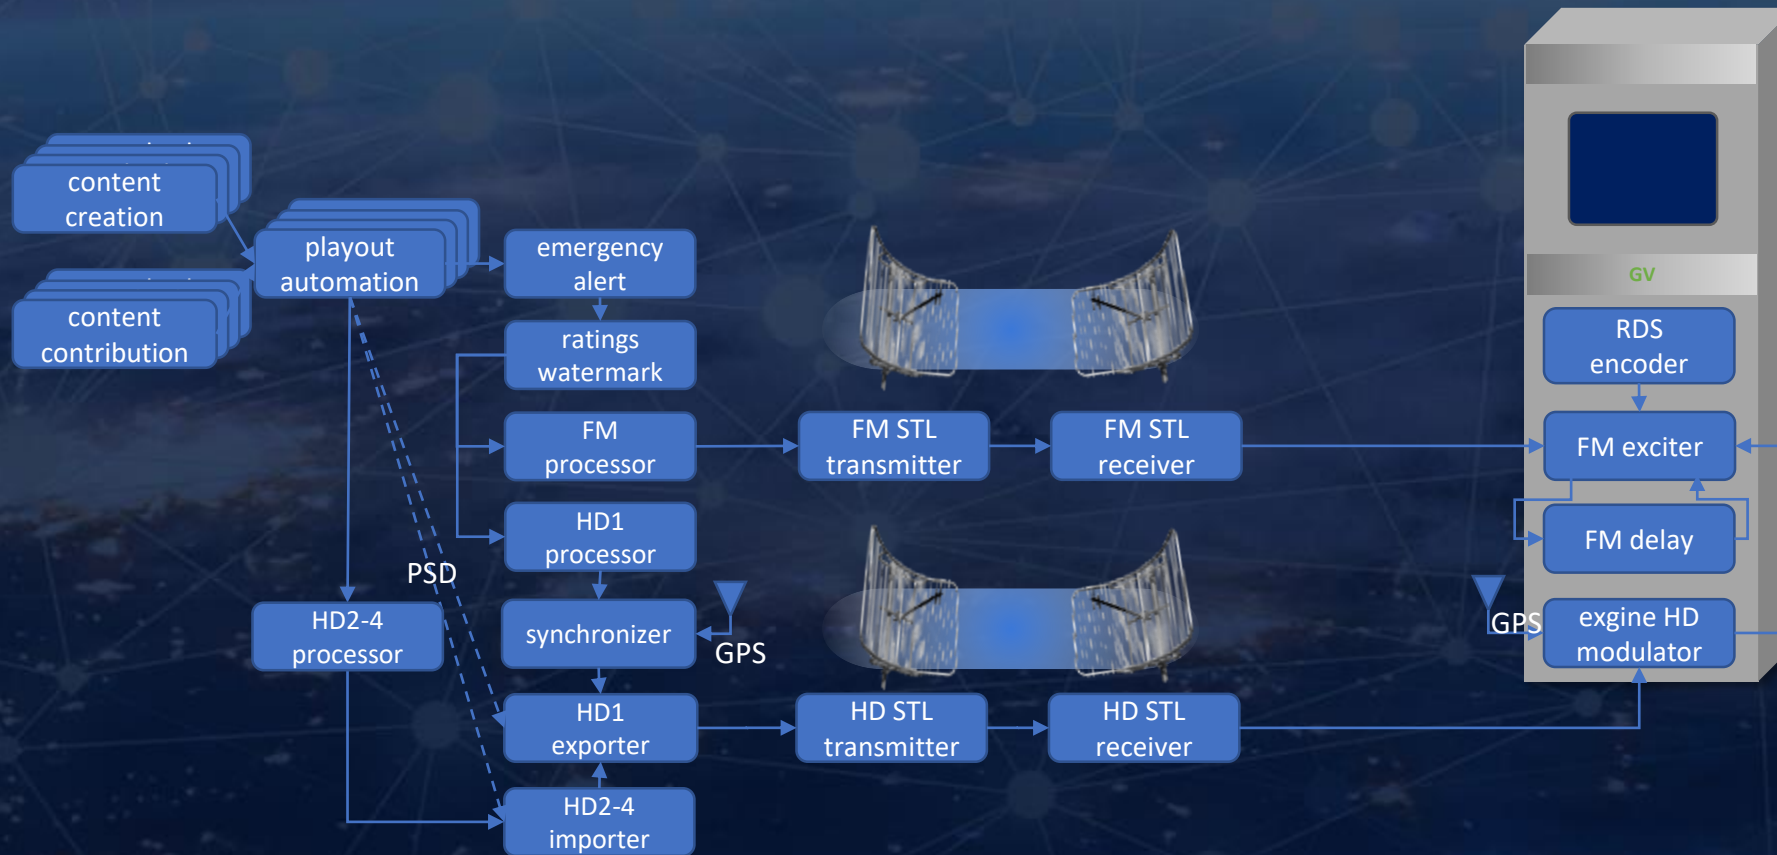 content
creation
content
contribution
playout
automation
emergency
alert
ratings
watermark
FM
processor
HD1
processor
PSD
HD2-4
processor
synchronizer
GPS
HD1
exporter
HD2-4
importer
FM STL
transmitter
FM STL
receiver
HD STL
transmitter
HD STL
receiver
GV
RDS
encoder
FM exciter
FM delay
GPS
exgine HD
modulator